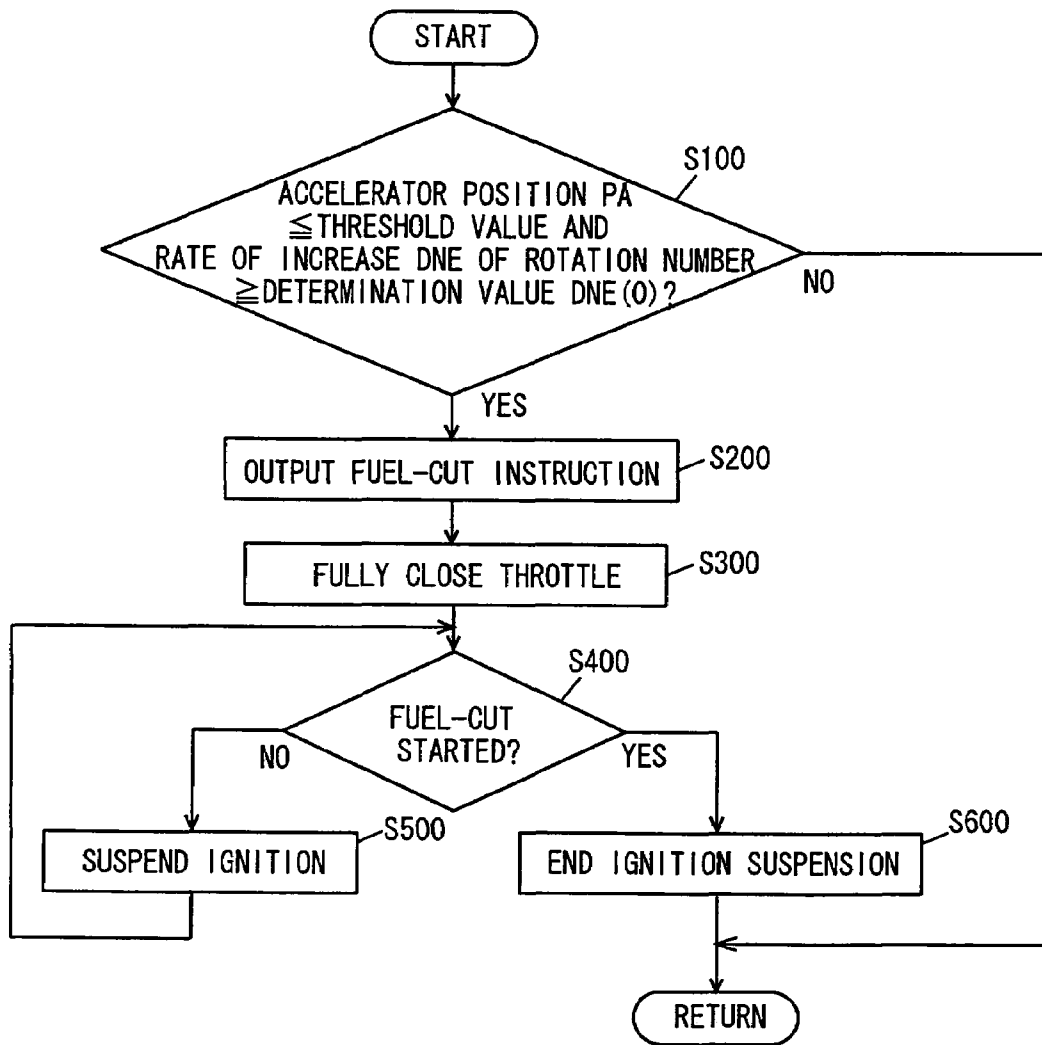 START
S100
ACCELERATOR POSITION PA
≦THRESHOLD VALUE AND
RATE OF INCREASE DNE OF ROTATION NUMBER
≧DETERMINATION VALUE DNE(0)?
NO
YES
OUTPUT FUEL-CUT INSTRUCTION
S200
FULLY CLOSE THROTTLE
S300
S400
FUEL-CUT
STARTED?
NO
YES
S500
SUSPEND IGNITION
S600
END IGNITION SUSPENSION
RETURN